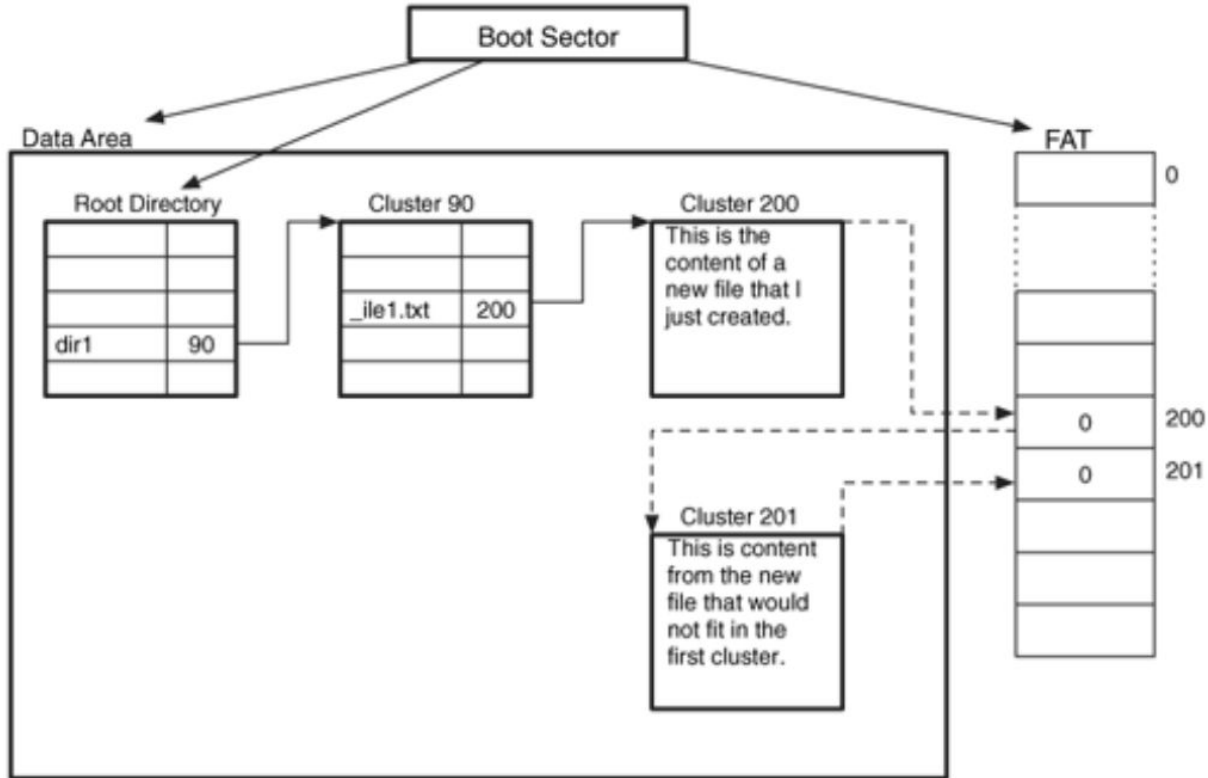 Boot Sector
Data Area
FAT
0
Root Directory
Cluster 90
Cluster 200
dir1 90
_ile1.txt 200
This is the
content of a
new file that I
just created.
0 200
0 201
Cluster 201
This is content
from the new
file that would
not fit in the
first cluster.